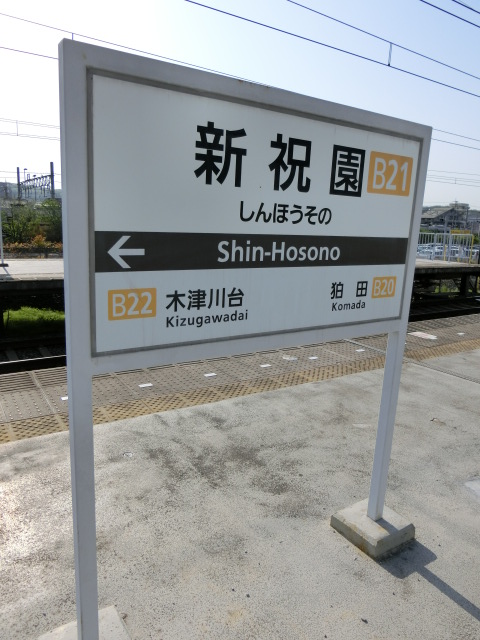 新祝園 B21
しんほうその
← Shin-Hosono
B22 木津川台 狛田 B20
Kizugawadai Komada